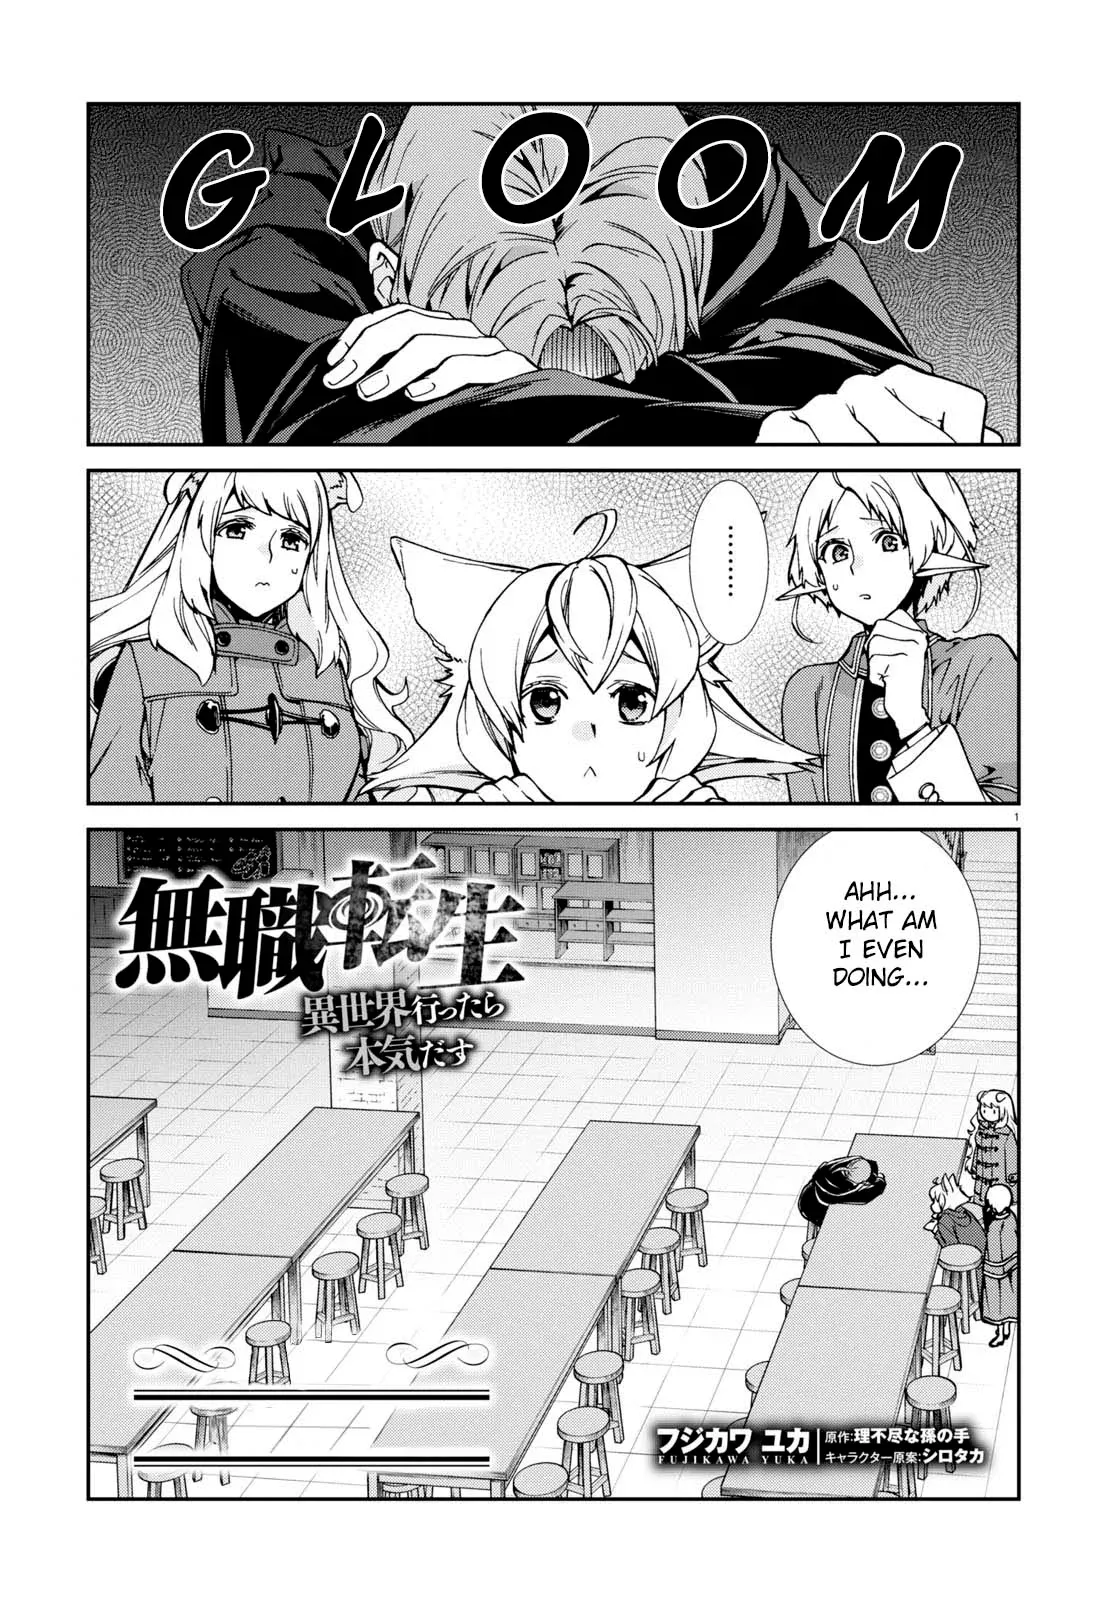 GLOOM
………
1
AHH...
WHAT AM
I EVEN
DOING...
無職転生
異世界行ったら
本気だす
フジカワ ユカ
FUJIKAWA YUKA
原作:理不尽な孫の手
キャラクター原案:シロタカ